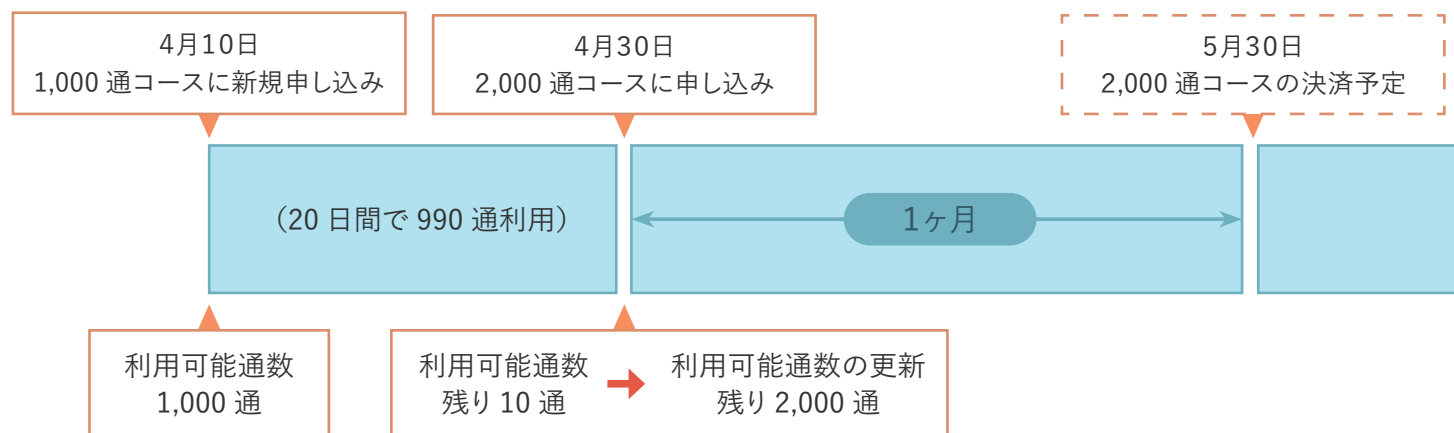 4月10日
1,000 通コースに新規申し込み
4月30日
2,000 通コースに申し込み
5月30日
2,000 通コースの決済予定
（20 日間で 990 通利用）
1ヶ月
利用可能通数
1,000 通
利用可能通数
残り 10 通
利用可能通数の更新
残り 2,000 通